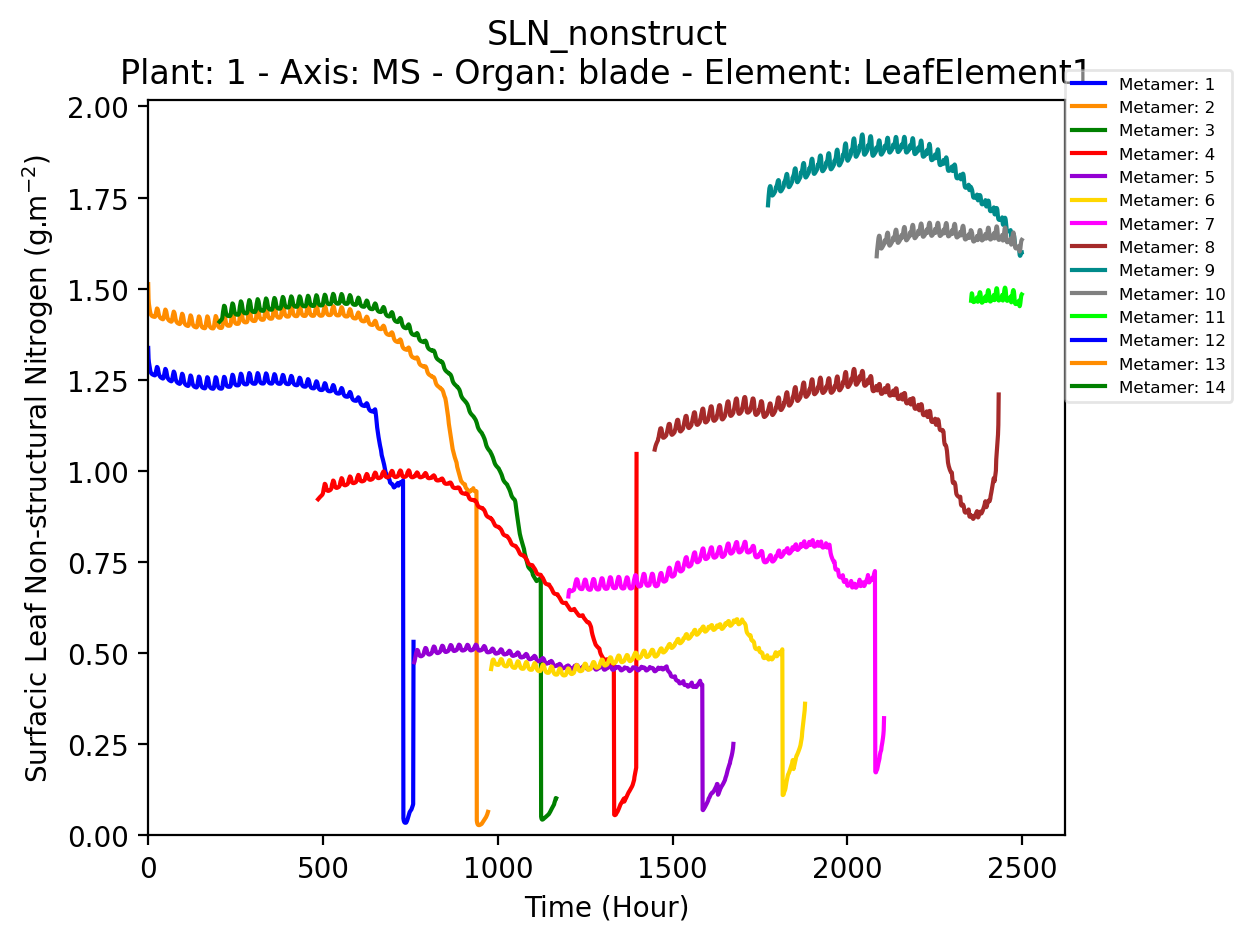 SLN_nonstruct
Plant: 1 - Axis: MS - Organ: blade - Element: LeafElement1
Surfacic Leaf Non-structural Nitrogen (g.m⁻²)
2.00
1.75
1.50
1.25
1.00
0.75
0.50
0.25
0.00
0
500
1000
1500
2000
2500
Time (Hour)
Metamer: 1
Metamer: 2
Metamer: 3
Metamer: 4
Metamer: 5
Metamer: 6
Metamer: 7
Metamer: 8
Metamer: 9
Metamer: 10
Metamer: 11
Metamer: 12
Metamer: 13
Metamer: 14